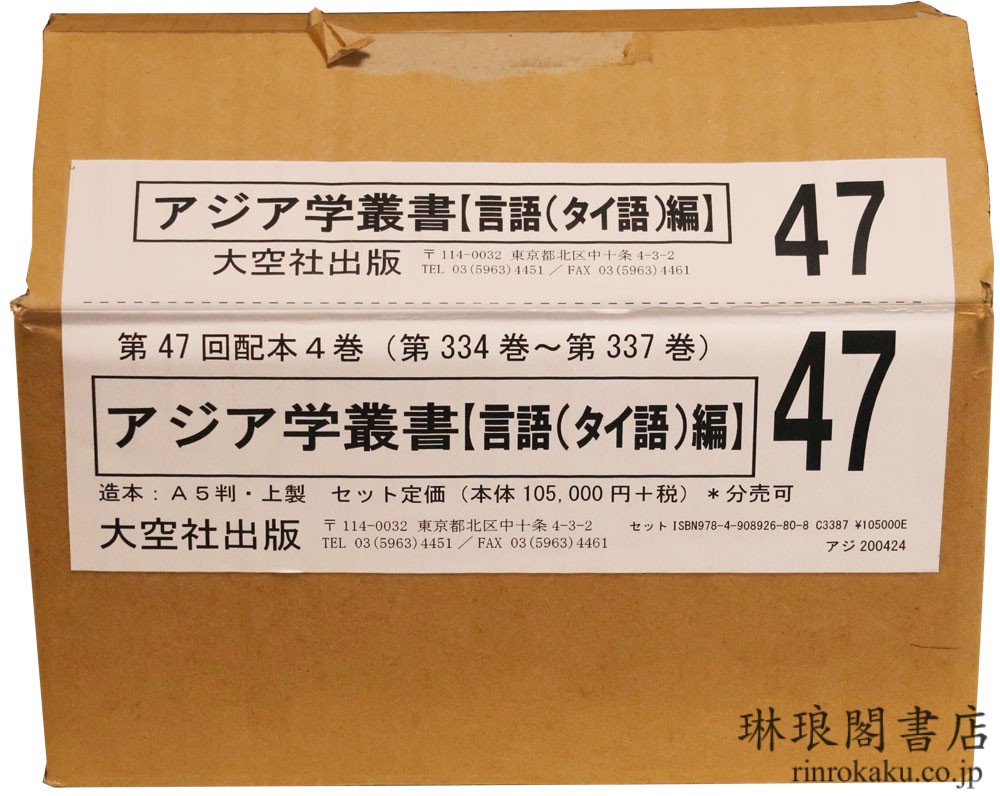 アジア学叢書【言語(タイ語)編】 47
大空社出版 〒114-0032 東京都北区中十条4-3-2
TEL 03(5963)4451／FAX 03(5963)4461
第47回配本4巻（第334巻～第337巻）
アジア学叢書【言語(タイ語)編】 47
造本：A5判・上製 セット定価（本体105,000円＋税）＊分売可
大空社出版 〒114-0032 東京都北区中十条4-3-2
TEL 03(5963)4451／FAX 03(5963)4461
セット ISBN978-4-908926-80-8 C3387 ¥105000E
アジ 200424
琳琅閣書店
rinrokaku.co.jp